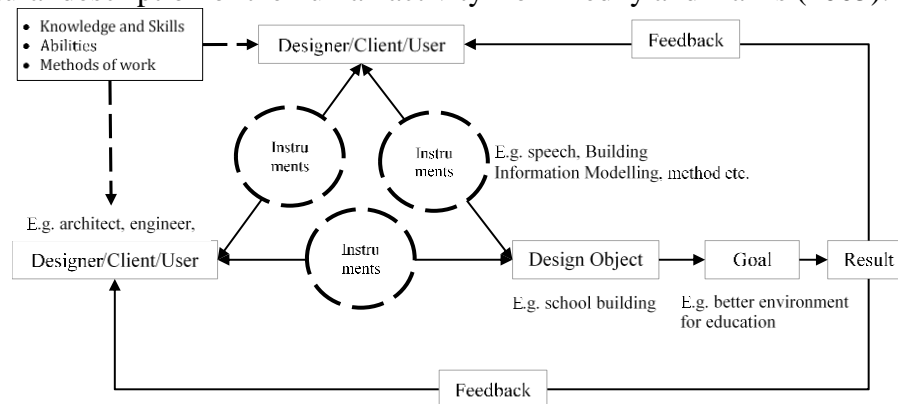 • Knowledge and Skills
• Abilities
• Methods of work
Designer/Client/User
Feedback
Instru
ments
Instru
ments
E.g. speech, Building
Information Modelling, method etc.
E.g. architect, engineer,
Designer/Client/User
Instru
ments
Design Object
Goal
Result
E.g. school building
E.g. better environment
for education
Feedback